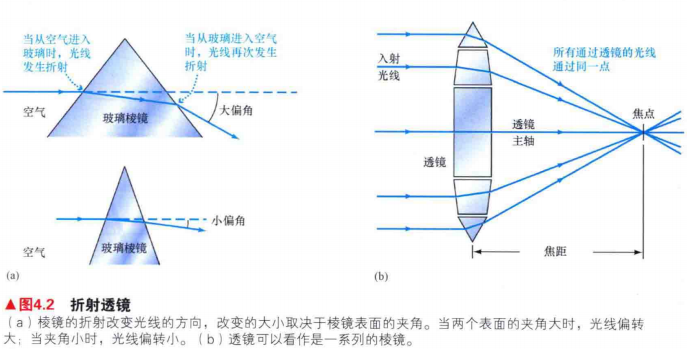 当从空气进入
玻璃时，光线
发生折射
当从玻璃进入空气
时，光线再次发生
折射
空气
玻璃棱镜
大偏角
小偏角
玻璃棱镜
空气
(a)
入射
光线
所有通过透镜的光线
通过同一点
透镜
主轴
焦点
透镜
焦距
(b)
▲图4.2 折射透镜
(a)棱镜的折射改变光线的方向，改变的大小取决于棱镜表面的夹角。当两个表面的夹角大时，光线偏转
大；当夹角小时，光线偏转小。(b)透镜可以看作是一系列的棱镜。